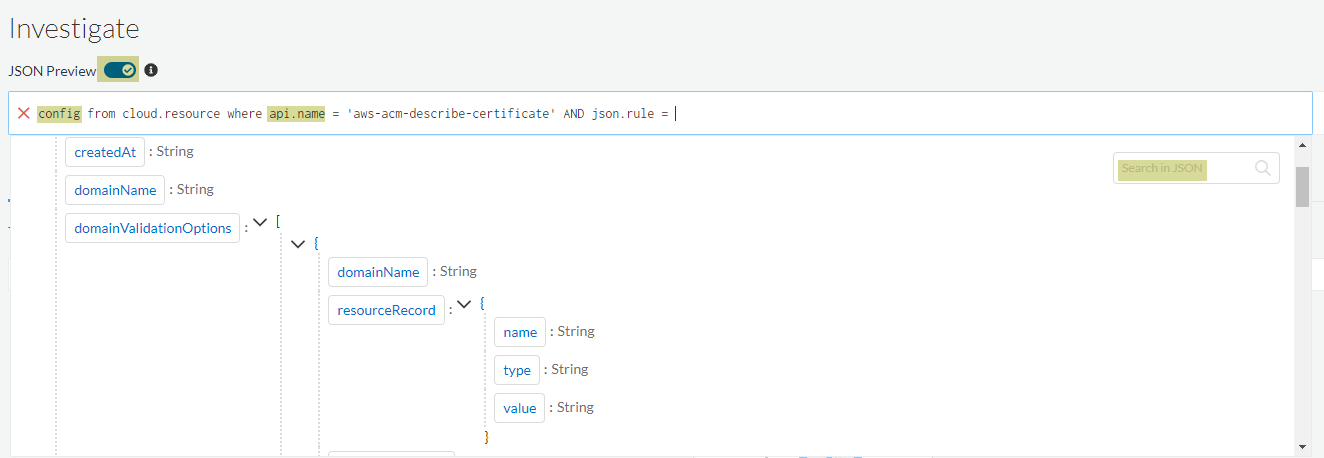 Investigate
JSON Preview
config from cloud.resource where api.name = 'aws-acm-describe-certificate' AND json.rule =
createdAt : String
Search in JSON
domainName : String
domainValidationOptions : [
{
domainName : String
resourceRecord : {
name : String
type : String
value : String
}